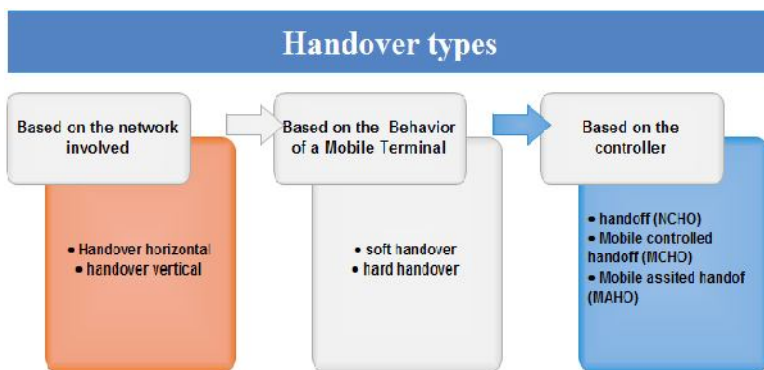 Handover types
Based on the network
involved
• Handover horizontal
• handover vertical
Based on the Behavior
of a Mobile Terminal
• soft handover
• hard handover
Based on the
controller
• handoff (NCHO)
• Mobile controlled
handoff (MCHO)
• Mobile assited handof
(MAHO)